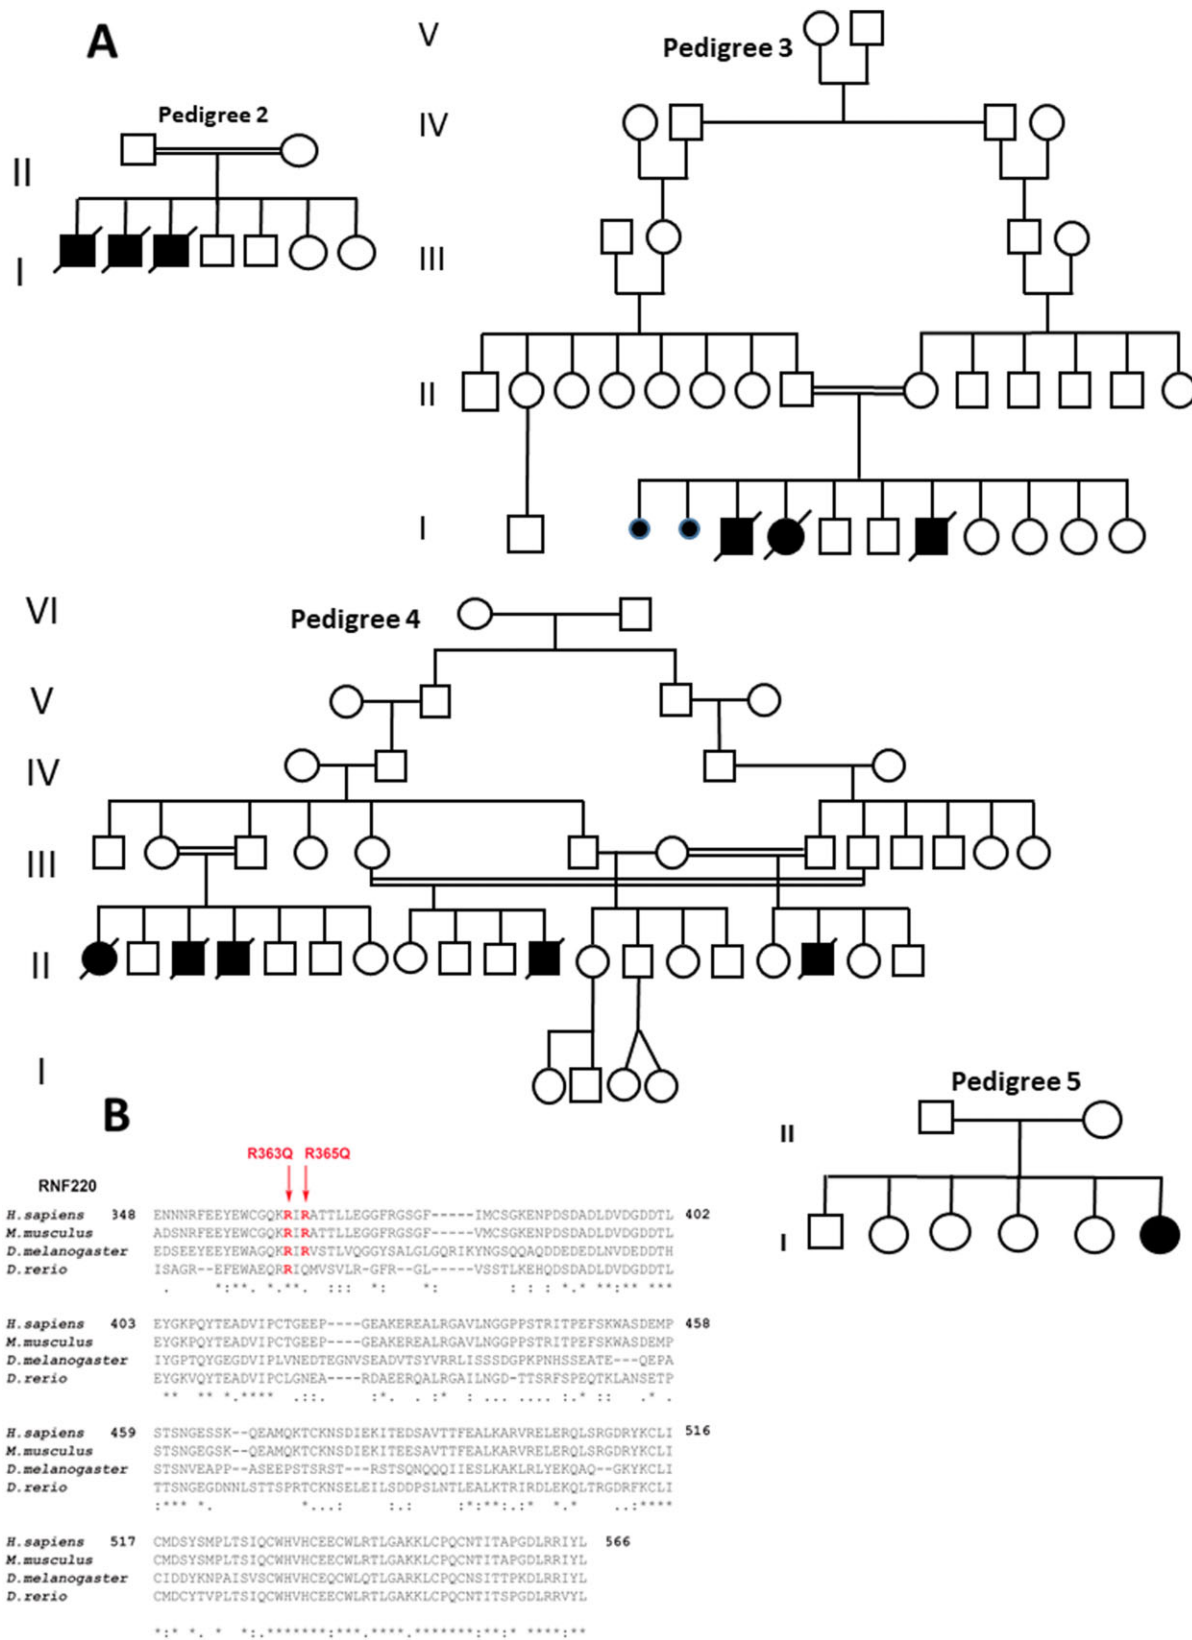 A
Pedigree 2
II
I
Pedigree 3
V
IV
III
II
I
Pedigree 4
VI
V
IV
III
II
I
Pedigree 5
II
I
B
R363Q R365Q
RNF220
H.sapiens 348 ENNNRFEEYEWCGQKRIRATTLLEGGFRGSGF-----IMCSGKENPDSDADLDVDGDDTL 402
M.musculus ADSNRFEEYEWCGQKRIRATTLLEGGFRGSGF-----VMCSGKENPDSDADLDVDGDDTL
D.melanogaster EDSEEYEEYEWAGQKRIRVSTLVQGGYSALGLGQRIKYNGSQQAQDDEDEDLNVDEDDTH
D.rerio ISAGR--EFEWAEQRRIQMVSVLR-GFR--GL-----VSSTLKEHQDSDADLDVDGDDTL
H.sapiens 403 EYGKPQYTEADVIPCTGEEP----GEAKEREALRGAVLNGGPPSTRITPEFSKWASDEMP 458
M.musculus EYGKPQYTEADVIPCTGEEP----GEAKEREALRGAVLNGGPPSTRITPEFSKWASDEMP
D.melanogaster IYGPTQYGEGDVIPLVNEDTEGNVSEADVTSYVRRLISSSDGPKPNHSSEATE---QEPA
D.rerio EYGKVQYTEADVIPCLGNEA----RDAEERQALRGAILNGD-TTSRFSPEQTKLANSETP
H.sapiens 459 STSNGESSK--QEAMQKTCKNSDIEKITEDSAVTTFEALKARVRELERQLSRGDRYKCLI 516
M.musculus STSNGEGSK--QEAMQKTCKNSDIEKITEESAVTTFEALKARVRELERQLSRGDRYKCLI
D.melanogaster STSNVEAPP--ASEEPSTSRST---RSTSQNQQQIIESLKAKLRLYEKQAQ--GKYKCLI
D.rerio TTSNGEGDNNLSTTSPRTCKNSELEILSDDPSLNTLEALKTRIRDLEKQLTRGDRFKCLI
H.sapiens 517 CMDSYSMPLTSIQCWHVHCEECWLRTLGAKKLCPQCNTITAPGDLRRIYL 566
M.musculus CMDSYSMPLTSIQCWHVHCEECWLRTLGAKKLCPQCNTITAPGDLRRIYL
D.melanogaster CIDDYKNPAISVSCWHVHCEQCWLQTLGARKLCPQCNSITTPKDLRRIYL
D.rerio CMDCYTVPLTSIQCWHVHCEECWLRTLGAKKLCPQCNTITSPGDLRRVYL